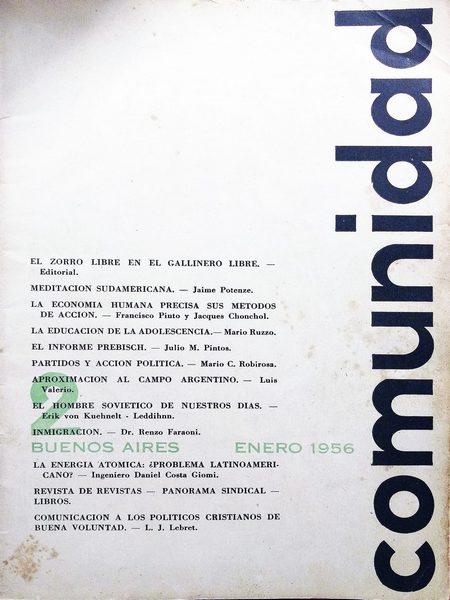 comunidad
EL ZORRO LIBRE EN EL GALLINERO LIBRE. —
Editorial.
MEDITACION SUDAMERICANA. — Jaime Potenze.
LA ECONOMIA HUMANA PRECISA SUS METODOS
DE ACCION. — Francisco Pinto y Jacques Chonchol.
LA EDUCACION DE LA ADOLESCENCIA.— Mario Ruzzo.
EL INFORME PREBISCH. — Julio M. Pintos.
PARTIDOS Y ACCION POLITICA. — Mario C. Robirosa.
APROXIMACION AL CAMPO ARGENTINO. — Luis
Valerio.
EL HOMBRE SOVIETICO DE NUESTROS DIAS. —
Erik von Kuehnelt - Leddihnn.
INMIGRACION. — Dr. Renzo Faraoni.
2
BUENOS AIRES ENERO 1956
LA ENERGIA ATOMICA: ¿PROBLEMA LATINOAMERI-
CANO? — Ingeniero Daniel Costa Giomi.
REVISTA DE REVISTAS — PANORAMA SINDICAL —
LIBROS.
COMUNICACION A LOS POLITICOS CRISTIANOS DE
BUENA VOLUNTAD. — L. J. Lebret.